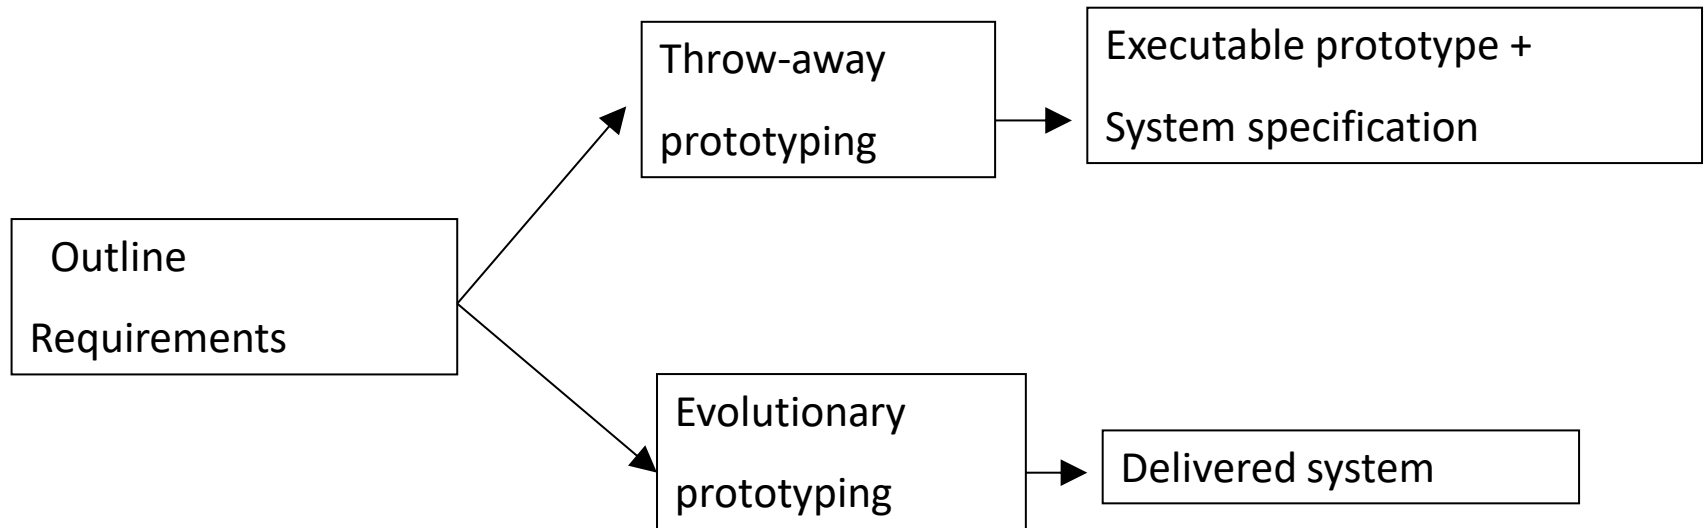 Throw-away
prototyping
Executable prototype +
System specification
Outline
Requirements
Evolutionary
prototyping
Delivered system